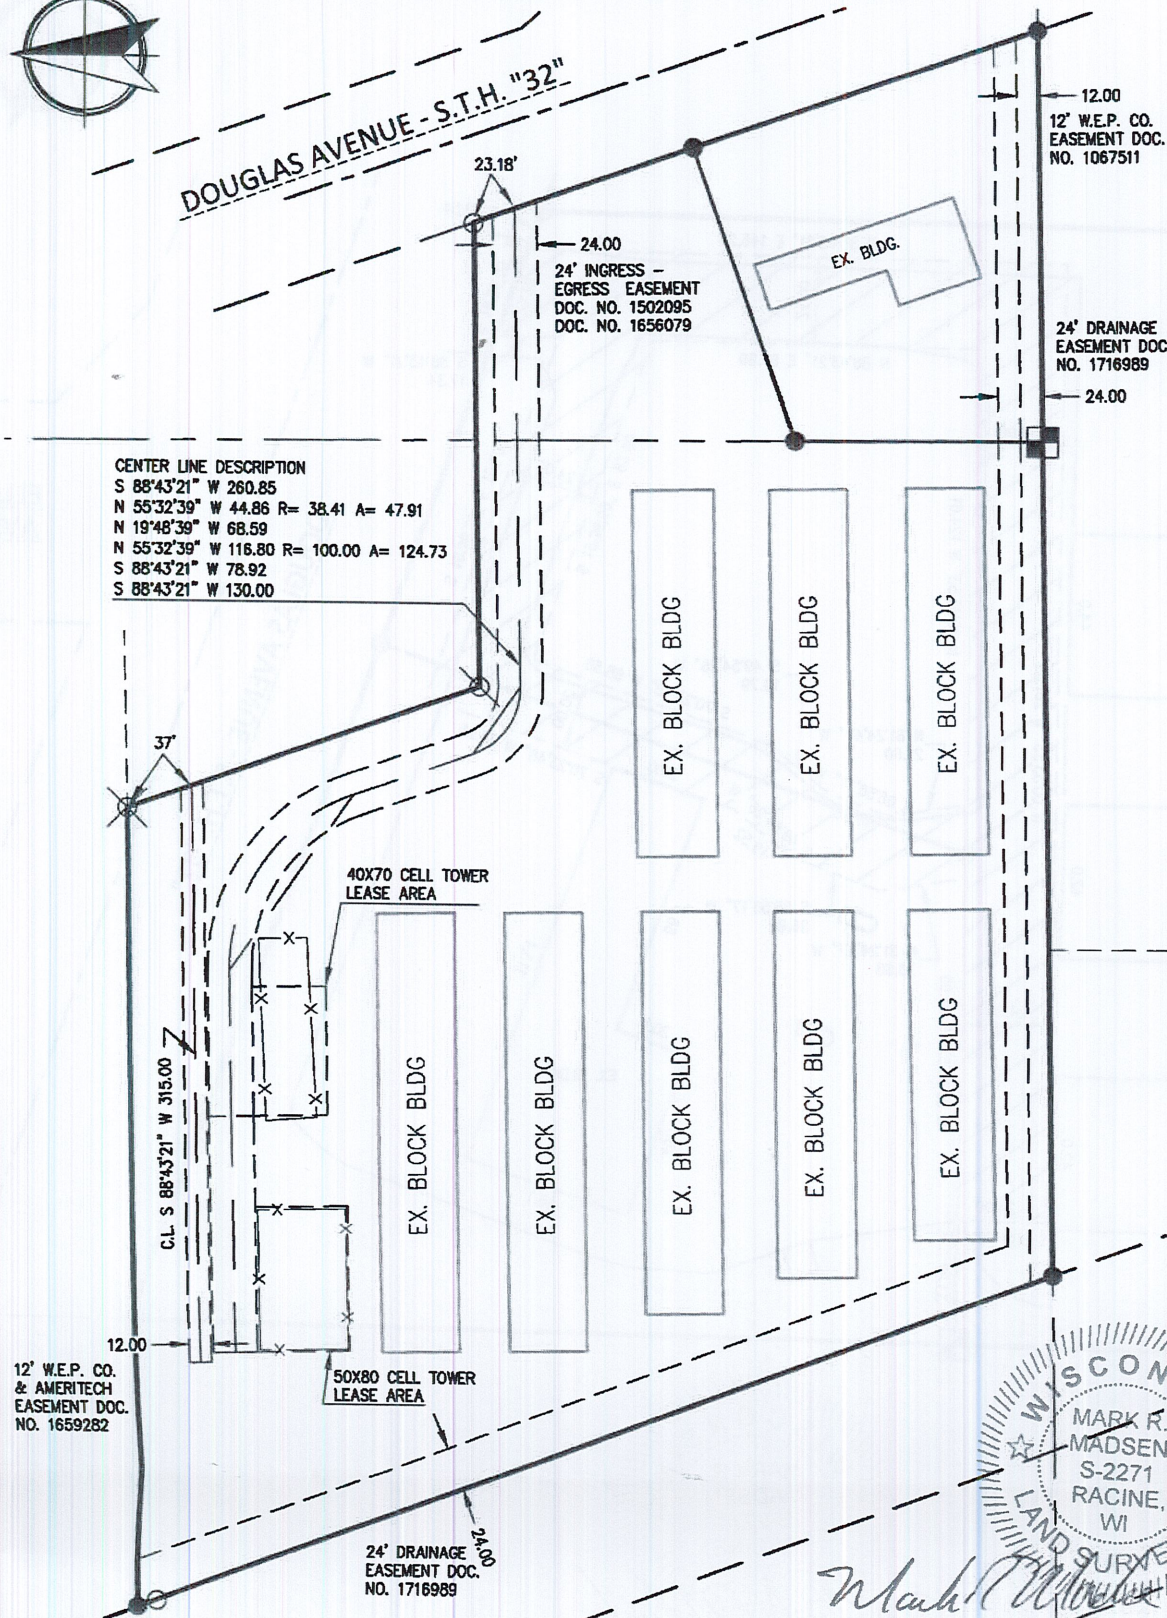 DOUGLAS AVENUE - S.T.H. "32"
12.00
12' W.E.P. CO.
EASEMENT DOC.
NO. 1067511
23.18'
24.00
24' INGRESS -
EGRESS EASEMENT
DOC. NO. 1502095
DOC. NO. 1656079
EX. BLDG.
24' DRAINAGE
EASEMENT DOC
NO. 1716989
24.00
CENTER LINE DESCRIPTION
S 88°43'21" W 260.85
N 55°32'39" W 44.86 R= 38.41 A= 47.91
N 19°48'39" W 68.59
N 55°32'39" W 116.80 R= 100.00 A= 124.73
S 88°43'21" W 78.92
S 88°43'21" W 130.00
EX. BLOCK BLDG
EX. BLOCK BLDG
EX. BLOCK BLDG
37'
40X70 CELL TOWER
LEASE AREA
C.L. S 88°43'21" W 315.00
EX. BLOCK BLDG
EX. BLOCK BLDG
EX. BLOCK BLDG
EX. BLOCK BLDG
EX. BLOCK BLDG
12.00
12' W.E.P. CO.
& AMERITECH
EASEMENT DOC.
NO. 1659282
50X80 CELL TOWER
LEASE AREA
24.00
24' DRAINAGE
EASEMENT DOC.
NO. 1716989
WISCON
MARK R.
MADSEN
S-2271
RACINE,
WI
LAND SURVE
Mark R Madsen